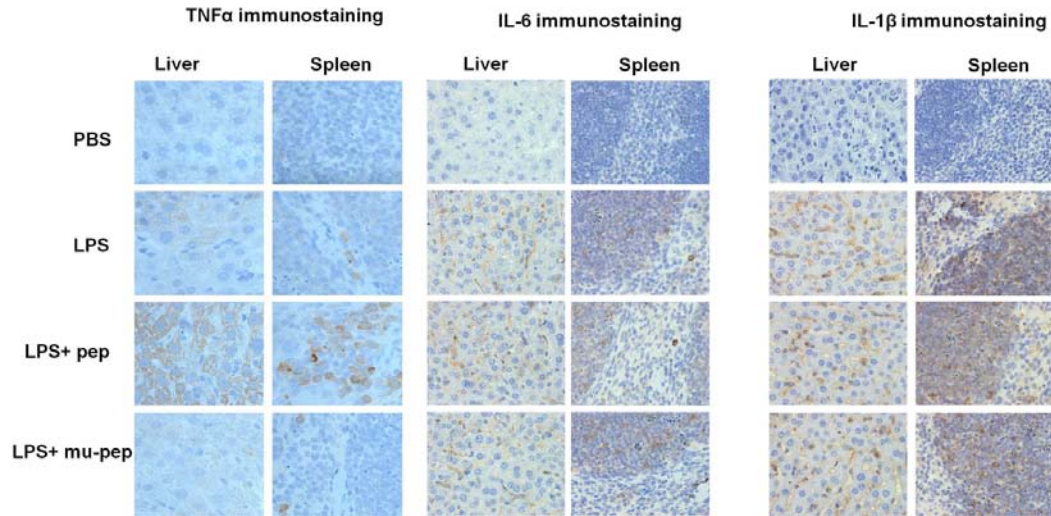 TNFα immunostaining
IL-6 immunostaining
IL-1β immunostaining
Liver Spleen Liver Spleen Liver Spleen
PBS
LPS
LPS+ pep
LPS+ mu-pep